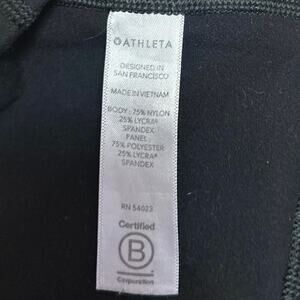 ATHLETA
DESIGNED IN
SAN FRANCISCO
MADE IN VIETNAM
BODY: 75% NYLON
25% LYCRA®
SPANDEX
PANEL:
75% POLYESTER
25% LYCRA®
SPANDEX
RN 54023
Certified
B
Corporation